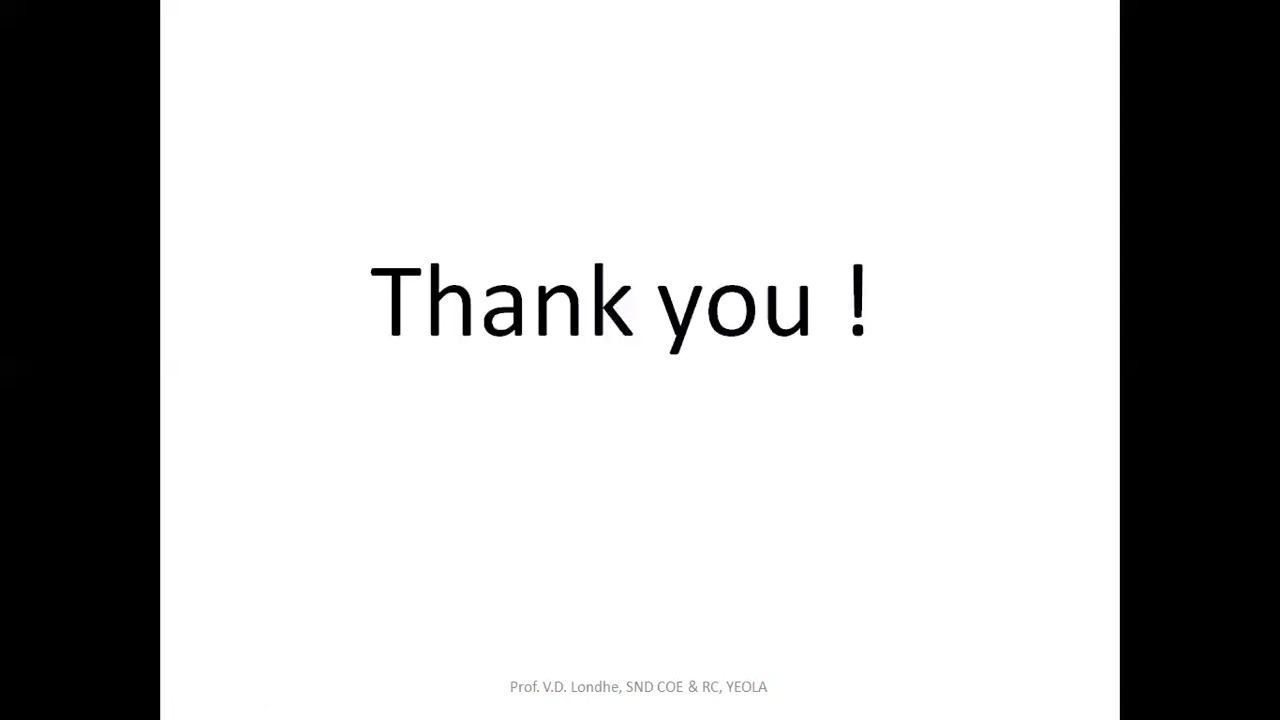 Thank you !
Prof. V.D. Londhe, SND COE & RC, YEOLA